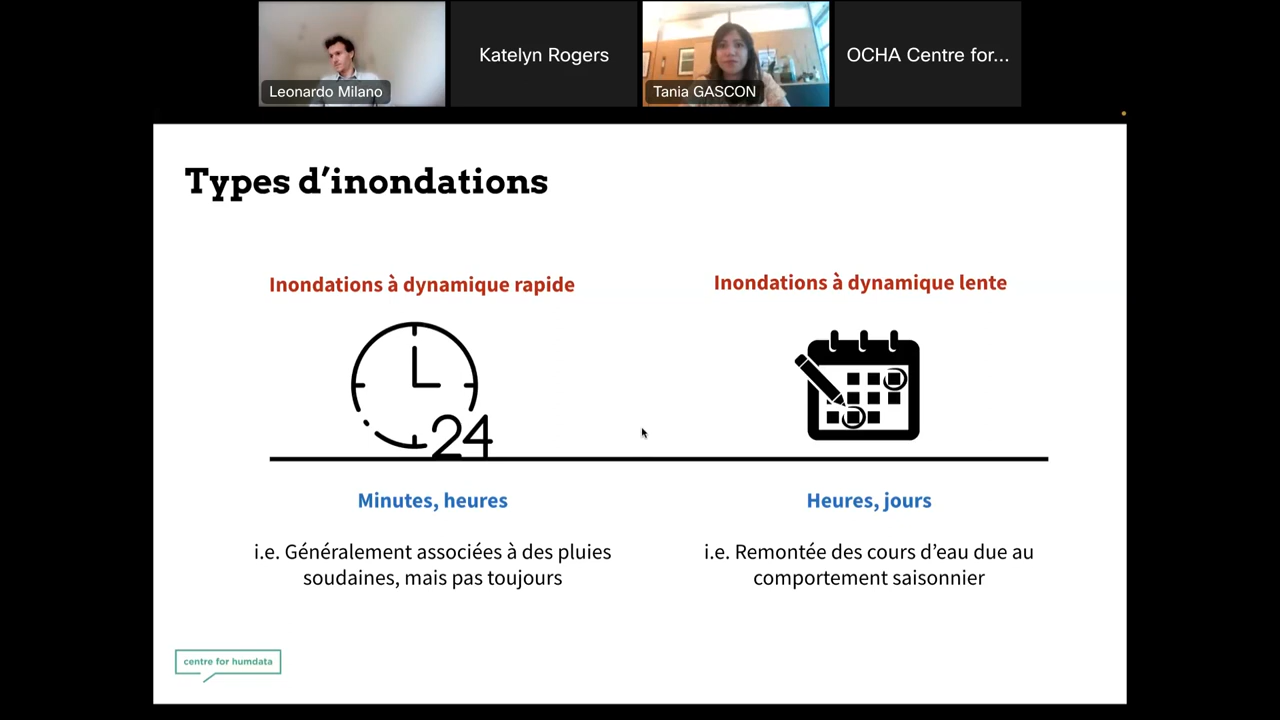 Leonardo Milano
Katelyn Rogers
Tania GASCON
OCHA Centre for...
Types d’inondations
Inondations à dynamique rapide
Inondations à dynamique lente
24
Minutes, heures
Heures, jours
i.e. Généralement associées à des pluies
soudaines, mais pas toujours
i.e. Remontée des cours d’eau due au
comportement saisonnier
centre for humdata